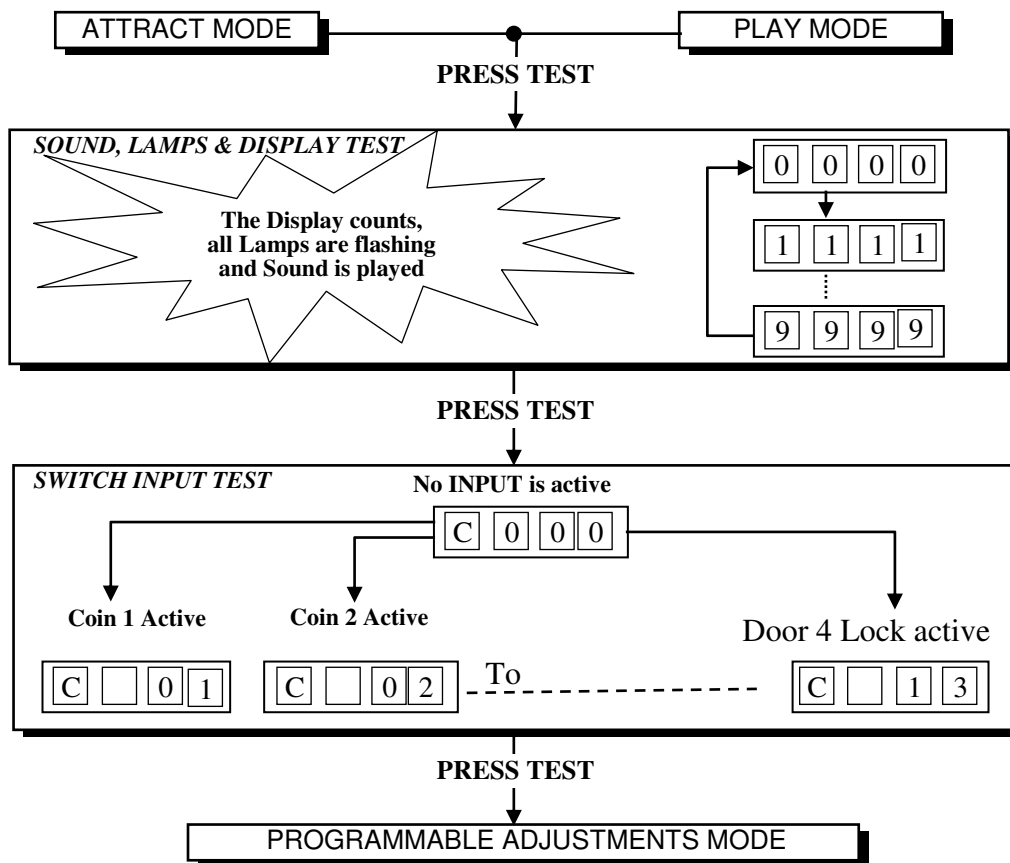 ATTRACT MODE
PLAY MODE
PRESS TEST
SOUND, LAMPS & DISPLAY TEST
The Display counts,
all Lamps are flashing
and Sound is played
0 0 0 0
1 1 1 1
9 9 9 9
PRESS TEST
SWITCH INPUT TEST
No INPUT is active
C 0 0 0
Coin 1 Active
Coin 2 Active
Door 4 Lock active
C 0 1
C 0 2
To
C 1 3
PRESS TEST
PROGRAMMABLE ADJUSTMENTS MODE